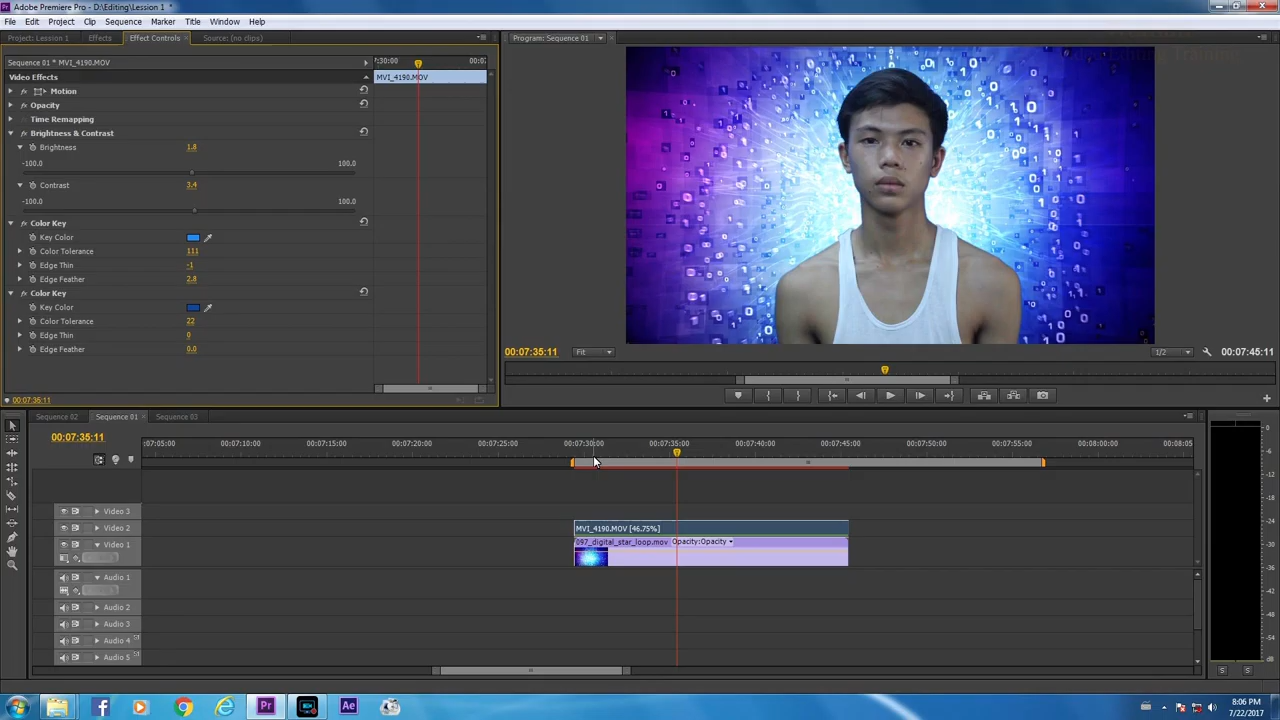 Adobe Premiere Pro - D:\Editing\Lession 1 *
File Edit Project Clip Sequence Marker Title Window Help
Project: Lession 1 Effects Effect Controls Source: (no clips)
Program: Sequence 01
Sequence 01 * MVI_4190.MOV
:30:00
00:0
Video Effects
MVI_4190.MOV
Motion
Opacity
Time Remapping
Brightness & Contrast
Brightness 1.8
-100.0 100.0
Contrast 3.4
-100.0 100.0
Color Key
Key Color
Color Tolerance 111
Edge Thin -1
Edge Feather 2.8
Color Key
Key Color
Color Tolerance 22
Edge Thin 0
Edge Feather 0.0
00:07:35:11 Fit 1/2 00:07:45:11
00:07:35:11
Sequence 02 Sequence 01 Sequence 03
00:07:35:11
:07:05:00 00:07:10:00 00:07:15:00 00:07:20:00 00:07:25:00 00:07:30:00 00:07:35:00 00:07:40:00 00:07:45:00 00:07:50:00 00:07:55:00 00:08:00:00 00:08:05
Video 3
Video 2 MVI_4190.MOV [46.75%]
Video 1 097_digital_star_loop.mov Opacity:Opacity
Audio 1
Audio 2
Audio 3
Audio 4
Audio 5
S S
8:06 PM
7/22/2017